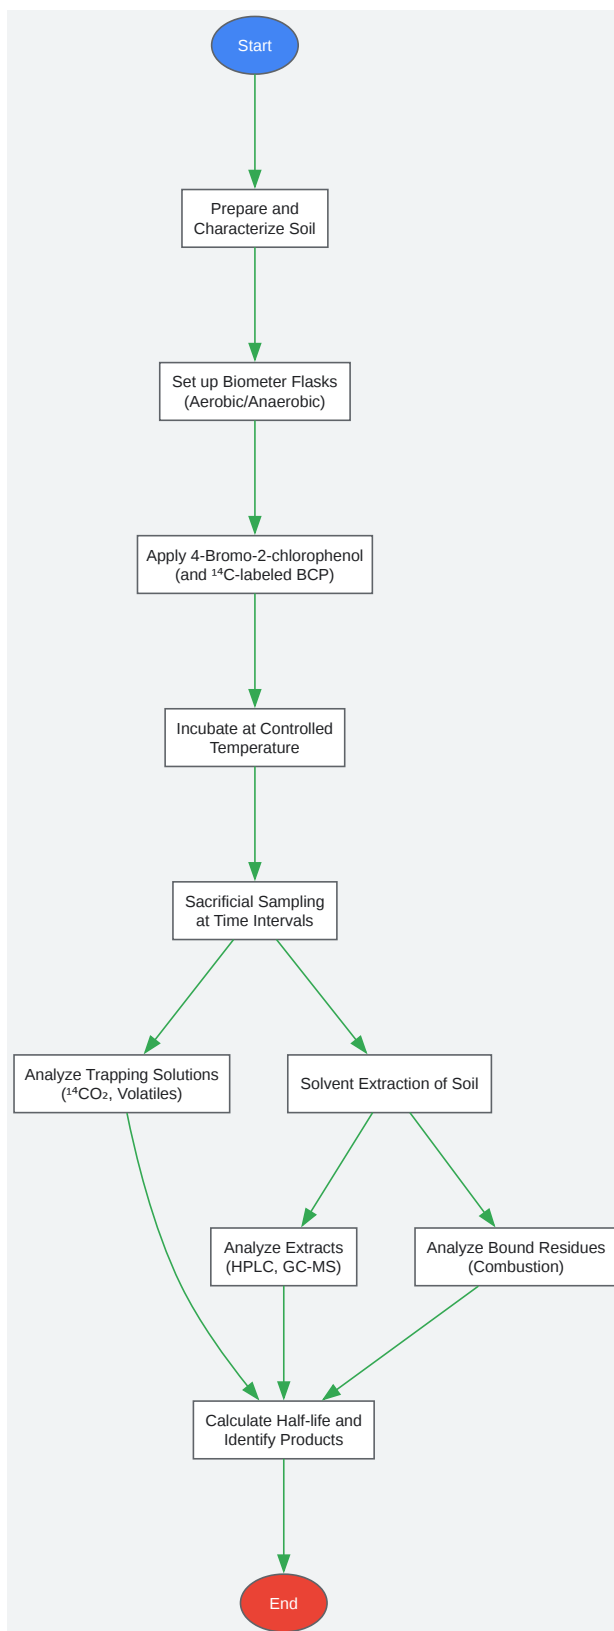 Start
Prepare and
Characterize Soil
Set up Biometer Flasks
(Aerobic/Anaerobic)
Apply 4-Bromo-2-chlorophenol
(and ¹⁴C-labeled BCP)
Incubate at Controlled
Temperature
Sacrificial Sampling
at Time Intervals
Analyze Trapping Solutions
(¹⁴CO₂, Volatiles)
Solvent Extraction of Soil
Analyze Extracts
(HPLC, GC-MS)
Analyze Bound Residues
(Combustion)
Calculate Half-life and
Identify Products
End